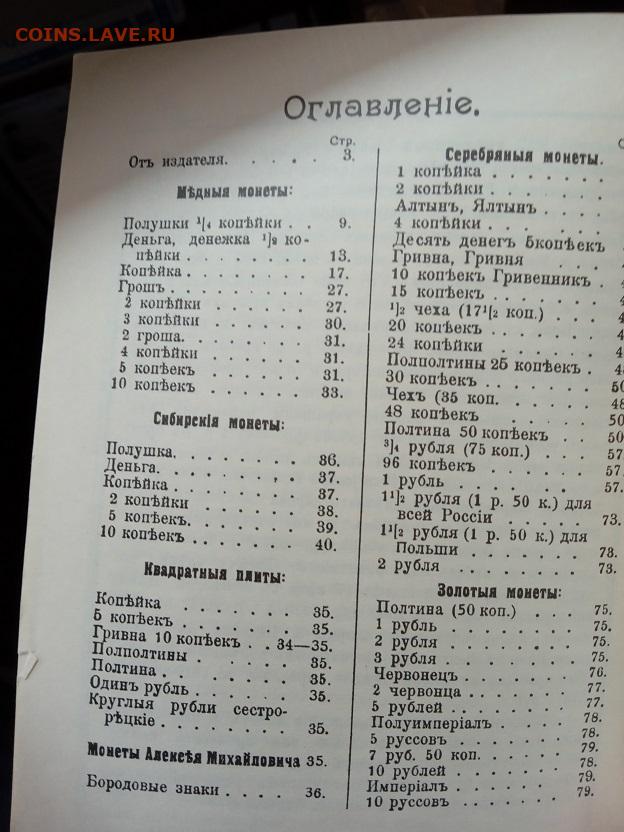 COINS.LAVE.RU
Оглавленіе.
Стр.
Отъ издателя. . . . . 3.
Мѣдныя монеты:
Полушки ¹/₄ копѣйки . . 9.
Деньга, денежка ¹/₂ ко-
пѣйки . . . . . . . 13.
Копѣйка . . . . . . . 17.
Грошъ . . . . . . . . 27.
2 копѣйки . . . . . . 27.
3 копѣйки . . . . . . 30.
2 гроша. . . . . . . . 31.
4 копѣйки . . . . . . 31.
5 копѣекъ . . . . . . 31.
10 копѣекъ . . . . . . 33.
Сибирскія монеты:
Полушка. . . . . . . . 36.
Деньга. . . . . . . . 37.
Копѣйка . . . . . . . 37.
2 копѣйки . . . . . . 38.
5 копѣекъ. . . . . . . 39.
10 копѣекъ . . . . . . 40.
Квадратныя плиты:
Копѣйка . . . . . . . 35.
5 копѣекъ . . . . . . 35.
Гривна 10 копѣекъ . . 34—35.
Полполтины . . . . . . 35.
Полтина . . . . . . . 35.
Одинъ рубль . . . . . 35.
Круглыя рубли сестро-
рѣцкіе . . . . . . . 35.
Монеты Алексѣя Михайловича 35.
Бородовые знаки . . . . 36.
Серебряныя монеты.
1 копѣйка . . . . . .
2 копѣйки . . . . . .
Алтынъ, Ялтынъ . . . .
4 копѣйки . . . . . .
Десять денегъ 5копѣекъ
Гривна, Гривня . . . .
10 копѣекъ Гривенникъ .
15 копѣекъ . . . . . .
¹/₂ чеха (17¹/₂ коп.) . . .
20 копѣекъ . . . . . .
24 копѣйки . . . . . .
Полполтины 25 копѣекъ .
30 копѣекъ . . . . . . 50
Чехъ (35 коп. . . . . . 48
48 копѣекъ . . . . . . 50
Полтина 50 копѣекъ . . 50
³/₄ рубля (75 коп.) . . . 57
96 копѣекъ . . . . . . 57
1 рубль . . . . . . . 57.
1¹/₂ рубля (1 р. 50 к.) для
всей Россіи . . . . . 73.
1¹/₂ рубля (1 р. 50 к.) для
Польши . . . . . . . 73.
2 рубля . . . . . . . 73.
Золотыя монеты:
Полтина (50 коп.) . . . 75.
1 рубль . . . . . . . 75.
2 рубля . . . . . . . 75.
3 рубля . . . . . . . 75.
Червонецъ . . . . . . 76.
2 червонца . . . . . . 77.
5 рублей . . . . . . . 77.
Полуимперіалъ . . . . . 78.
5 руссовъ . . . . . . 78.
7 руб. 50 коп. . . . . . 79.
10 рублей . . . . . . 78.
Имперіалъ . . . . . . 79.
10 руссовъ . . . . . . 79.